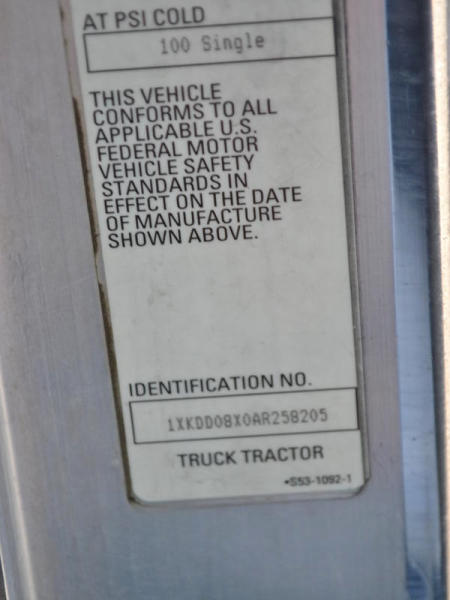 AT PSI COLD
100 Single
THIS VEHICLE
CONFORMS TO ALL
APPLICABLE U.S.
FEDERAL MOTOR
VEHICLE SAFETY
STANDARDS IN
EFFECT ON THE DATE
OF MANUFACTURE
SHOWN ABOVE.
IDENTIFICATION NO.
1XKDD08X0AR258205
TRUCK TRACTOR
•S53-1092-1